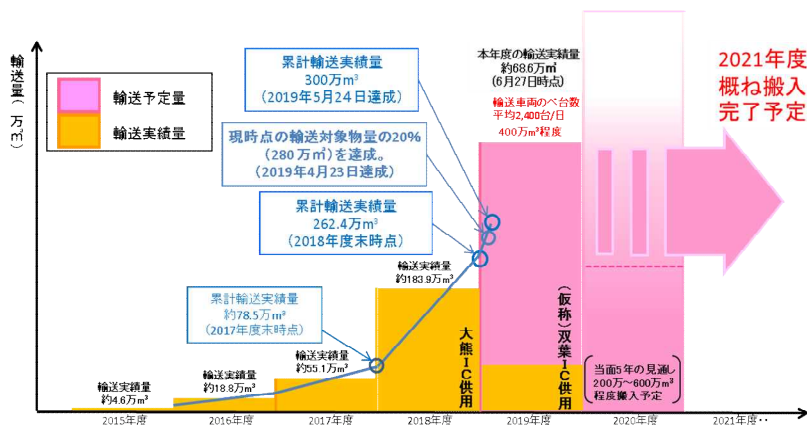 輸送量(万㎥)
輸送予定量
輸送実績量
累計輸送実績量
300万m³
(2019年5月24日達成)
現時点の輸送対象物量の20%
(280万㎥)を達成。
(2019年4月23日達成)
累計輸送実績量
262.4万m³
(2018年度末時点)
累計輸送実績量
約78.5万m³
(2017年度末時点)
輸送実績量
約4.6万m³
輸送実績量
約18.8万m³
輸送実績量
約55.1万m³
輸送実績量
約183.9万m³
大熊IC供用
本年度の輸送実績量
約68.6万㎥
(6月27日時点)
輸送車両のべ台数
平均2,400台/日
400万m³程度
(仮称)双葉IC供用
当面5年の見通し
200万~600万m³
程度搬入予定
2021年度
概ね搬入
完了予定
2015年度
2016年度
2017年度
2018年度
2019年度
2020年度
2021年度‥